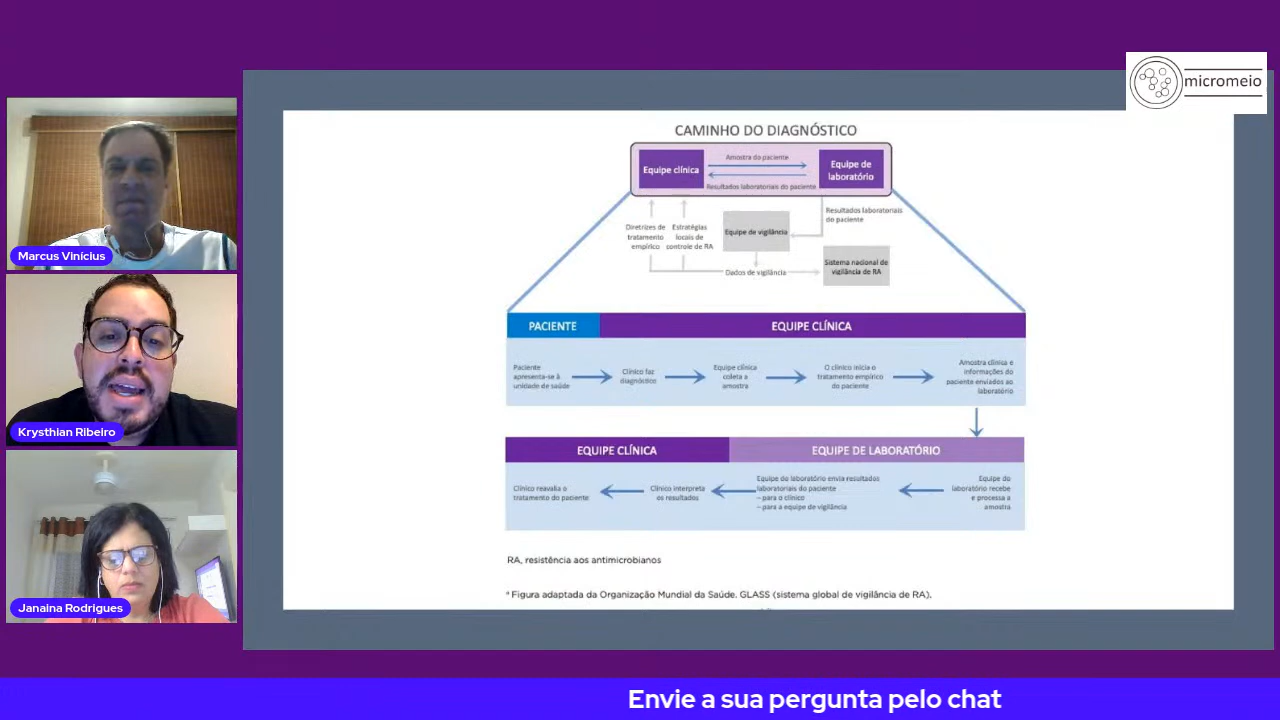 micromeio
CAMINHO DO DIAGNÓSTICO
Equipe clínica
Amostra do paciente
Resultados laboratoriais do paciente
Equipe de
laboratório
Diretrizes de
tratamento
empírico
Estratégias
locais de
controle de RA
Equipe de vigilância
Resultados laboratoriais
do paciente
Dados de vigilância
Sistema nacional de
vigilância de RA
PACIENTE
EQUIPE CLÍNICA
Paciente
apresenta-se à
unidade de saúde
Clínico faz
diagnóstico
Equipe clínica
coleta a
amostra
O clínico inicia o
tratamento empírico
do paciente
Amostra clínica e
informações do
paciente enviados ao
laboratório
EQUIPE CLÍNICA
EQUIPE DE LABORATÓRIO
Clínico reavalia o
tratamento do paciente
Clínico interpreta
os resultados
Equipe do laboratório envia resultados
laboratoriais do paciente
– para o clínico
– para a equipe de vigilância
Equipe do
laboratório recebe
e processa a
amostra
RA, resistência aos antimicrobianos
ª Figura adaptada da Organização Mundial da Saúde. GLASS (sistema global de vigilância de RA).
Marcus Vinícius
Krysthian Ribeiro
Janaina Rodrigues
Envie a sua pergunta pelo chat